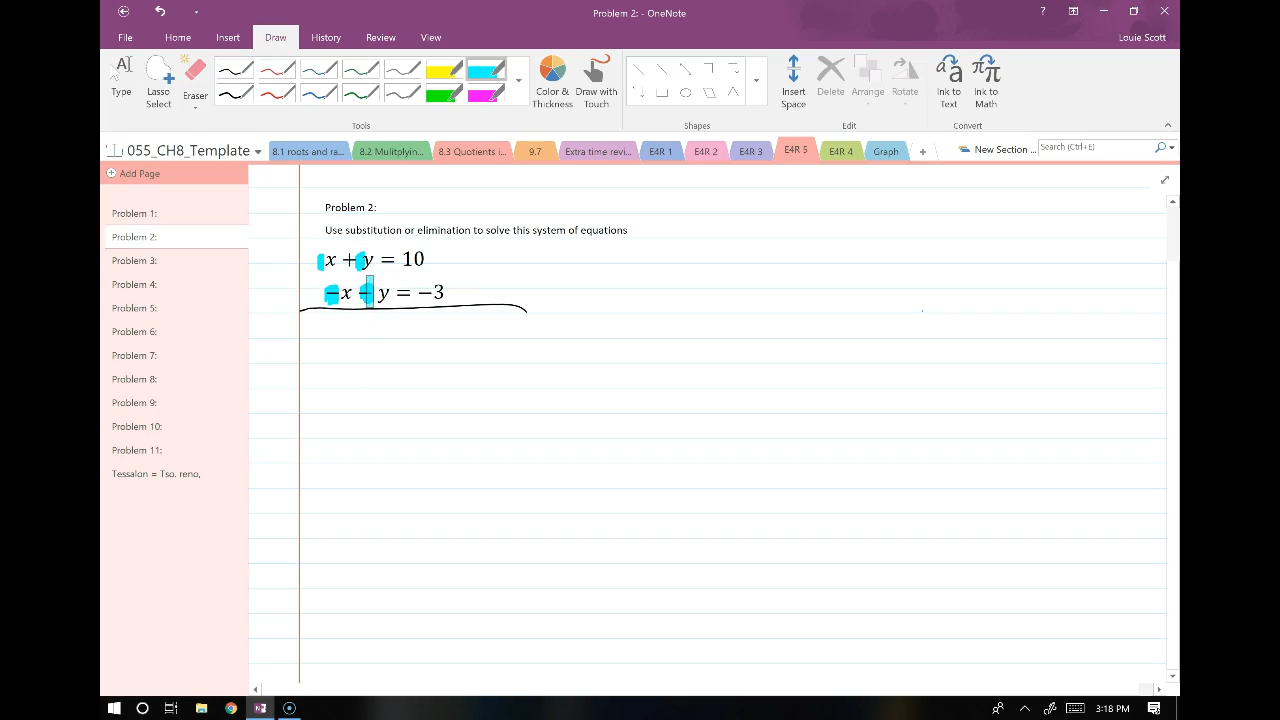 Problem 2: - OneNote
?
File
Home
Insert
Draw
History
Review
View
Louie Scott
Type
Lasso Select
Eraser
Color & Thickness
Draw with Touch
Insert Space
Delete
Arrange
Rotate
Ink to Text
Ink to Math
Tools
Shapes
Edit
Convert
055_CH8_Template
8.1 roots and ra...
8.2 Mulitplyin...
8.3 Quotients i...
9.7
Extra time revi...
E4R 1
E4R 2
E4R 3
E4R 5
E4R 4
Graph
+
New Section ...
Search (Ctrl+E)
Add Page
Problem 1:
Problem 2:
Problem 3:
Problem 4:
Problem 5:
Problem 6:
Problem 7:
Problem 8:
Problem 9:
Problem 10:
Problem 11:
Tessalon = Tso. reno,
Problem 2:
Use substitution or elimination to solve this system of equations
x + y = 10
−x − y = −3
3:18 PM